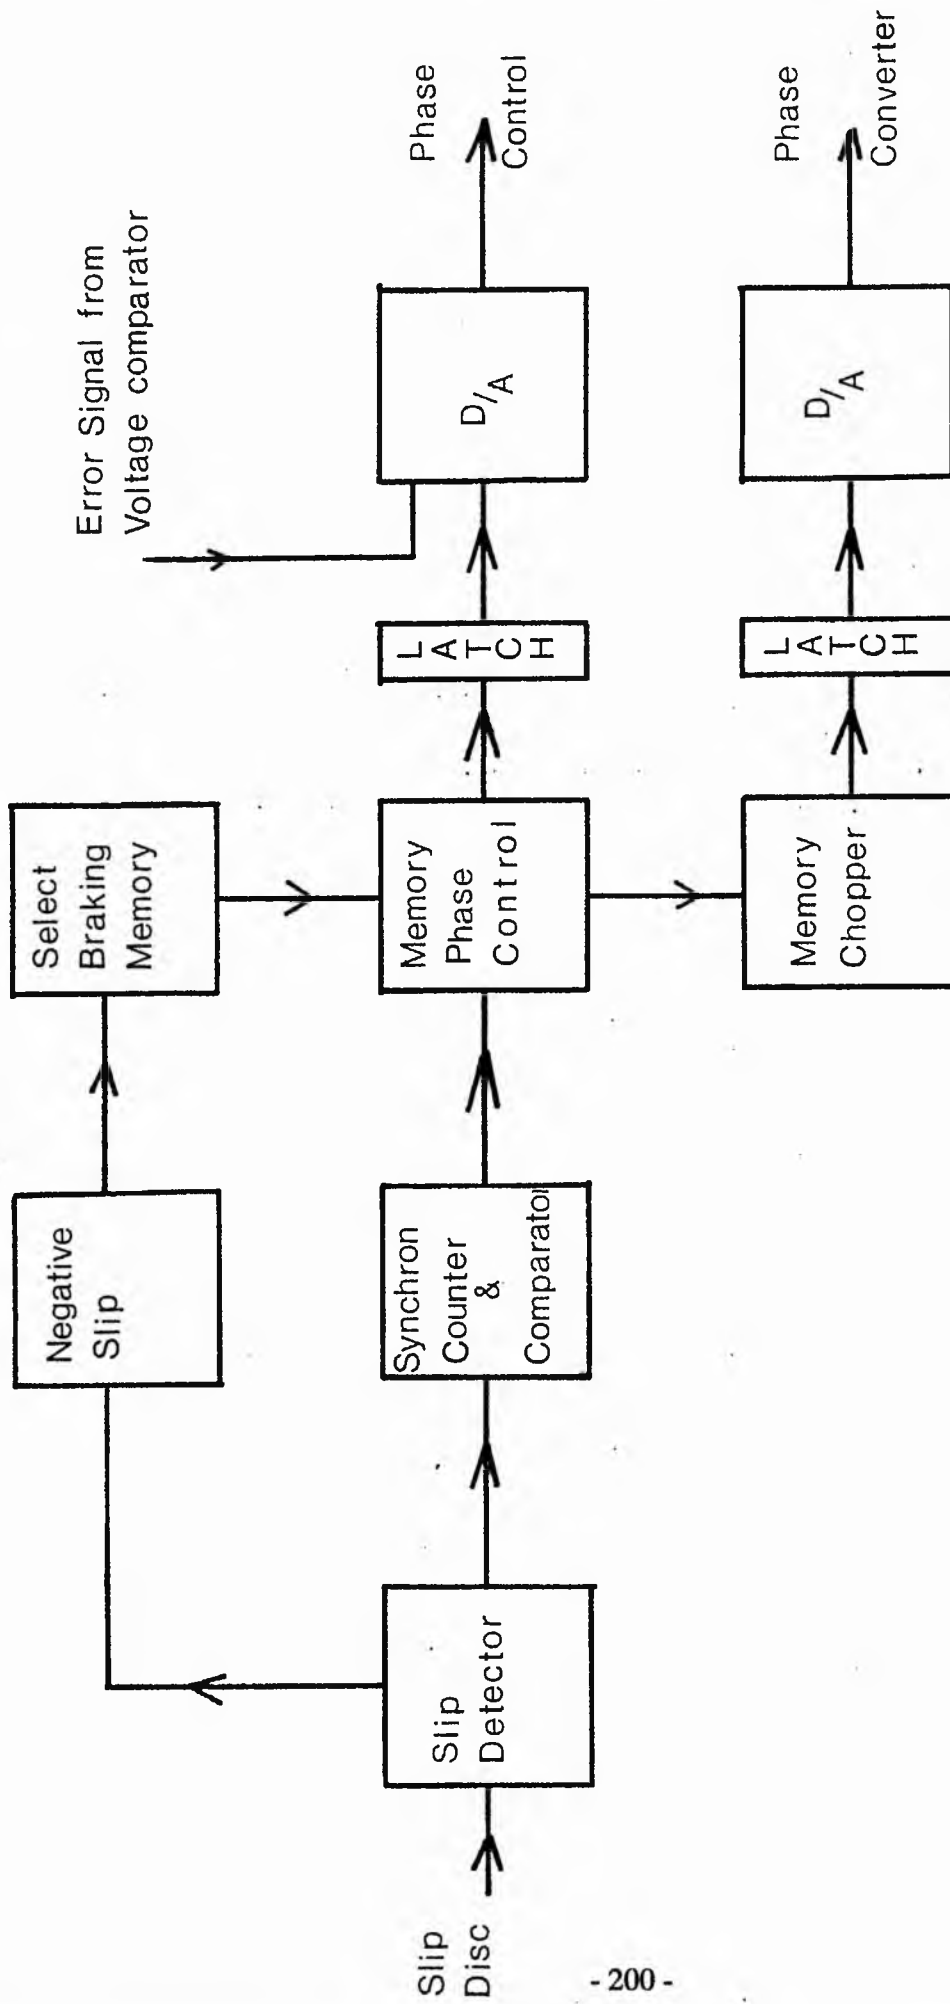 Error Signal from
Voltage comparator
Negative
Slip
Select
Braking
Memory
Slip
Disc
Slip
Detector
Synchron
Counter
&
Comparator
Memory
Phase
Control
LATCH
D/A
Phase
Control
Memory
Chopper
LATCH
D/A
Phase
Converter
- 200 -